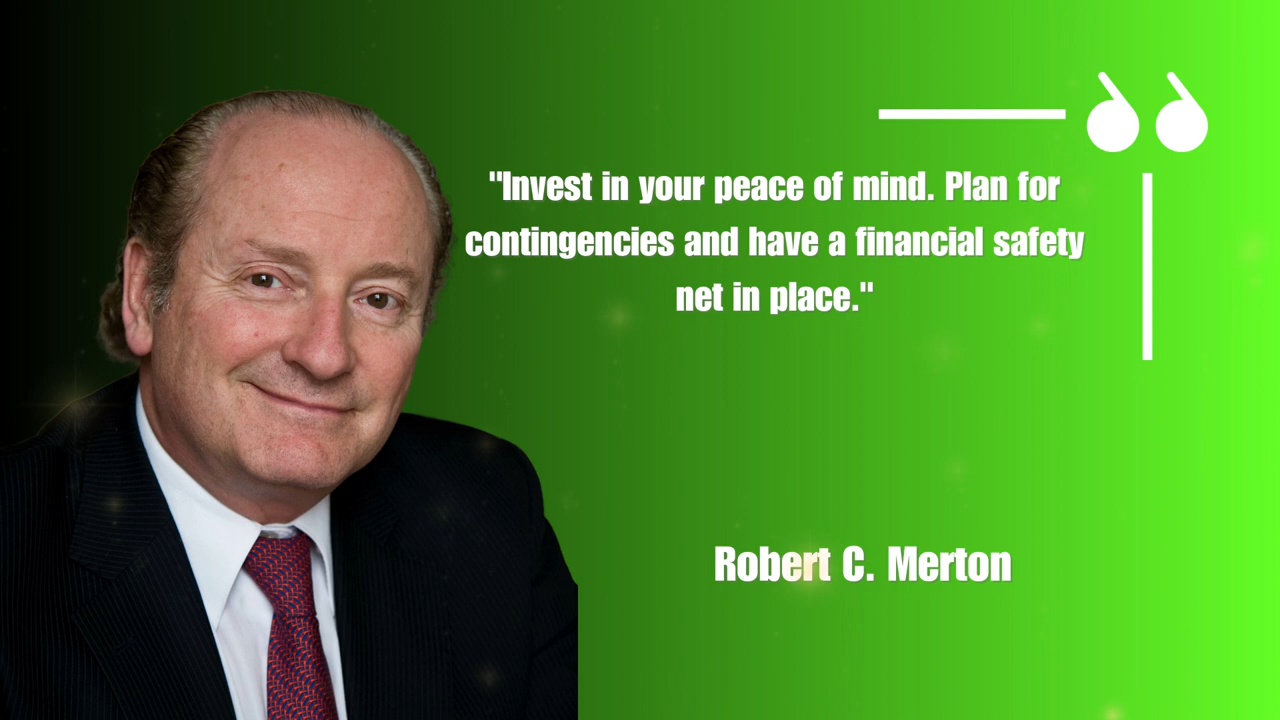 "Invest in your peace of mind. Plan for
contingencies and have a financial safety
net in place."
Robert C. Merton